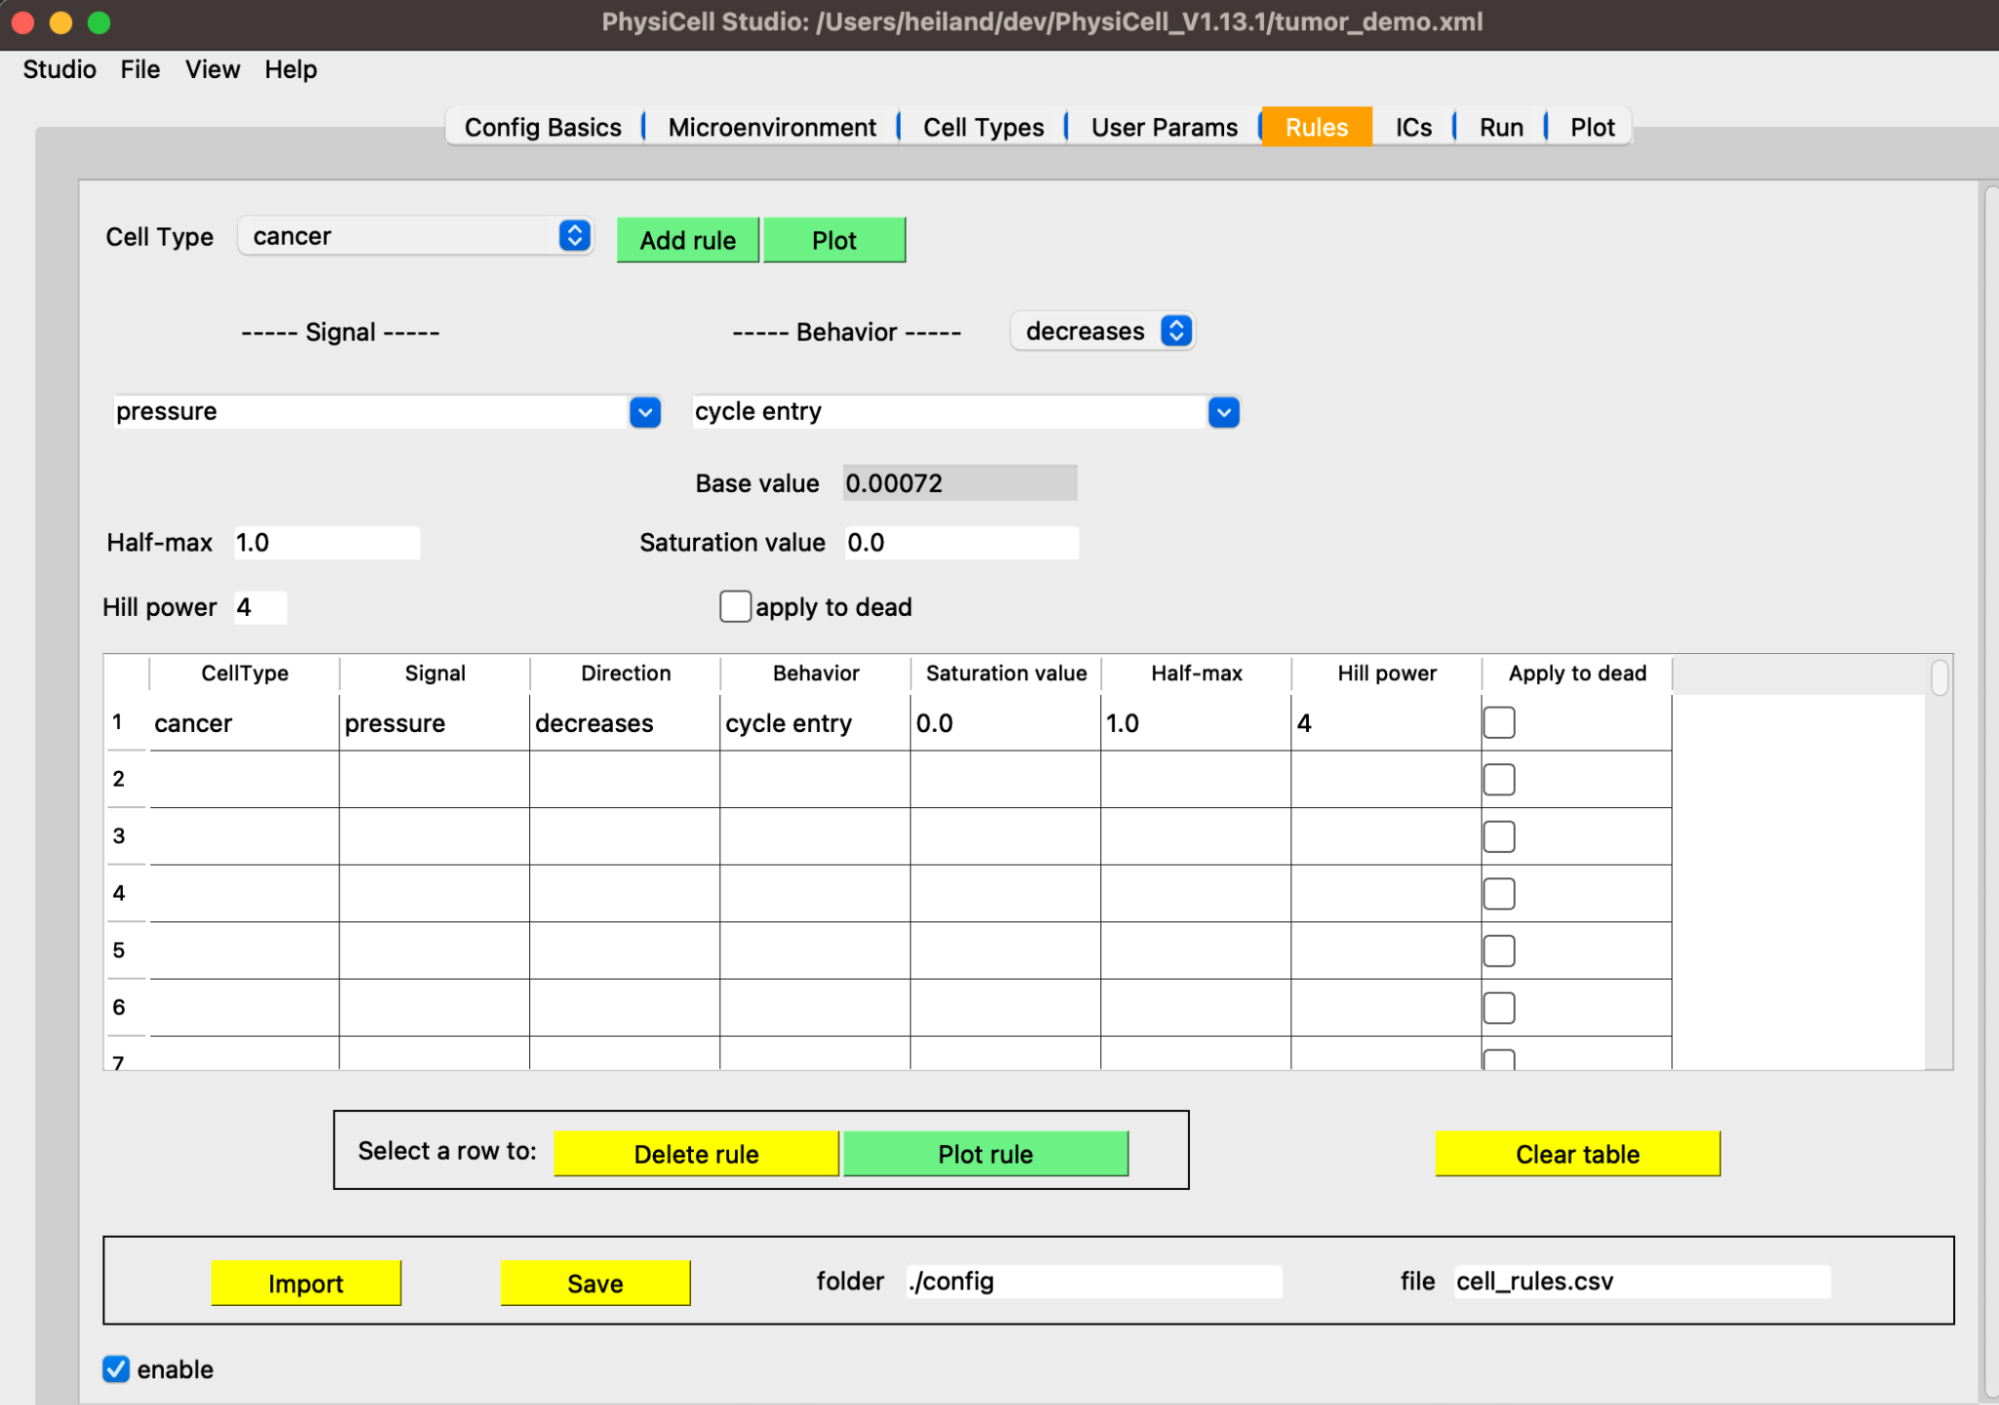 PhysiCell Studio: /Users/heiland/dev/PhysiCell_V1.13.1/tumor_demo.xml
Studio File View Help
Config Basics Microenvironment Cell Types User Params Rules ICs Run Plot
Cell Type cancer Add rule Plot
----- Signal ----- ----- Behavior ----- decreases
pressure cycle entry
Base value 0.00072
Half-max 1.0 Saturation value 0.0
Hill power 4 apply to dead
CellType Signal Direction Behavior Saturation value Half-max Hill power Apply to dead
1 cancer pressure decreases cycle entry 0.0 1.0 4
2
3
4
5
6
7
Select a row to: Delete rule Plot rule Clear table
Import Save folder ./config file cell_rules.csv
enable